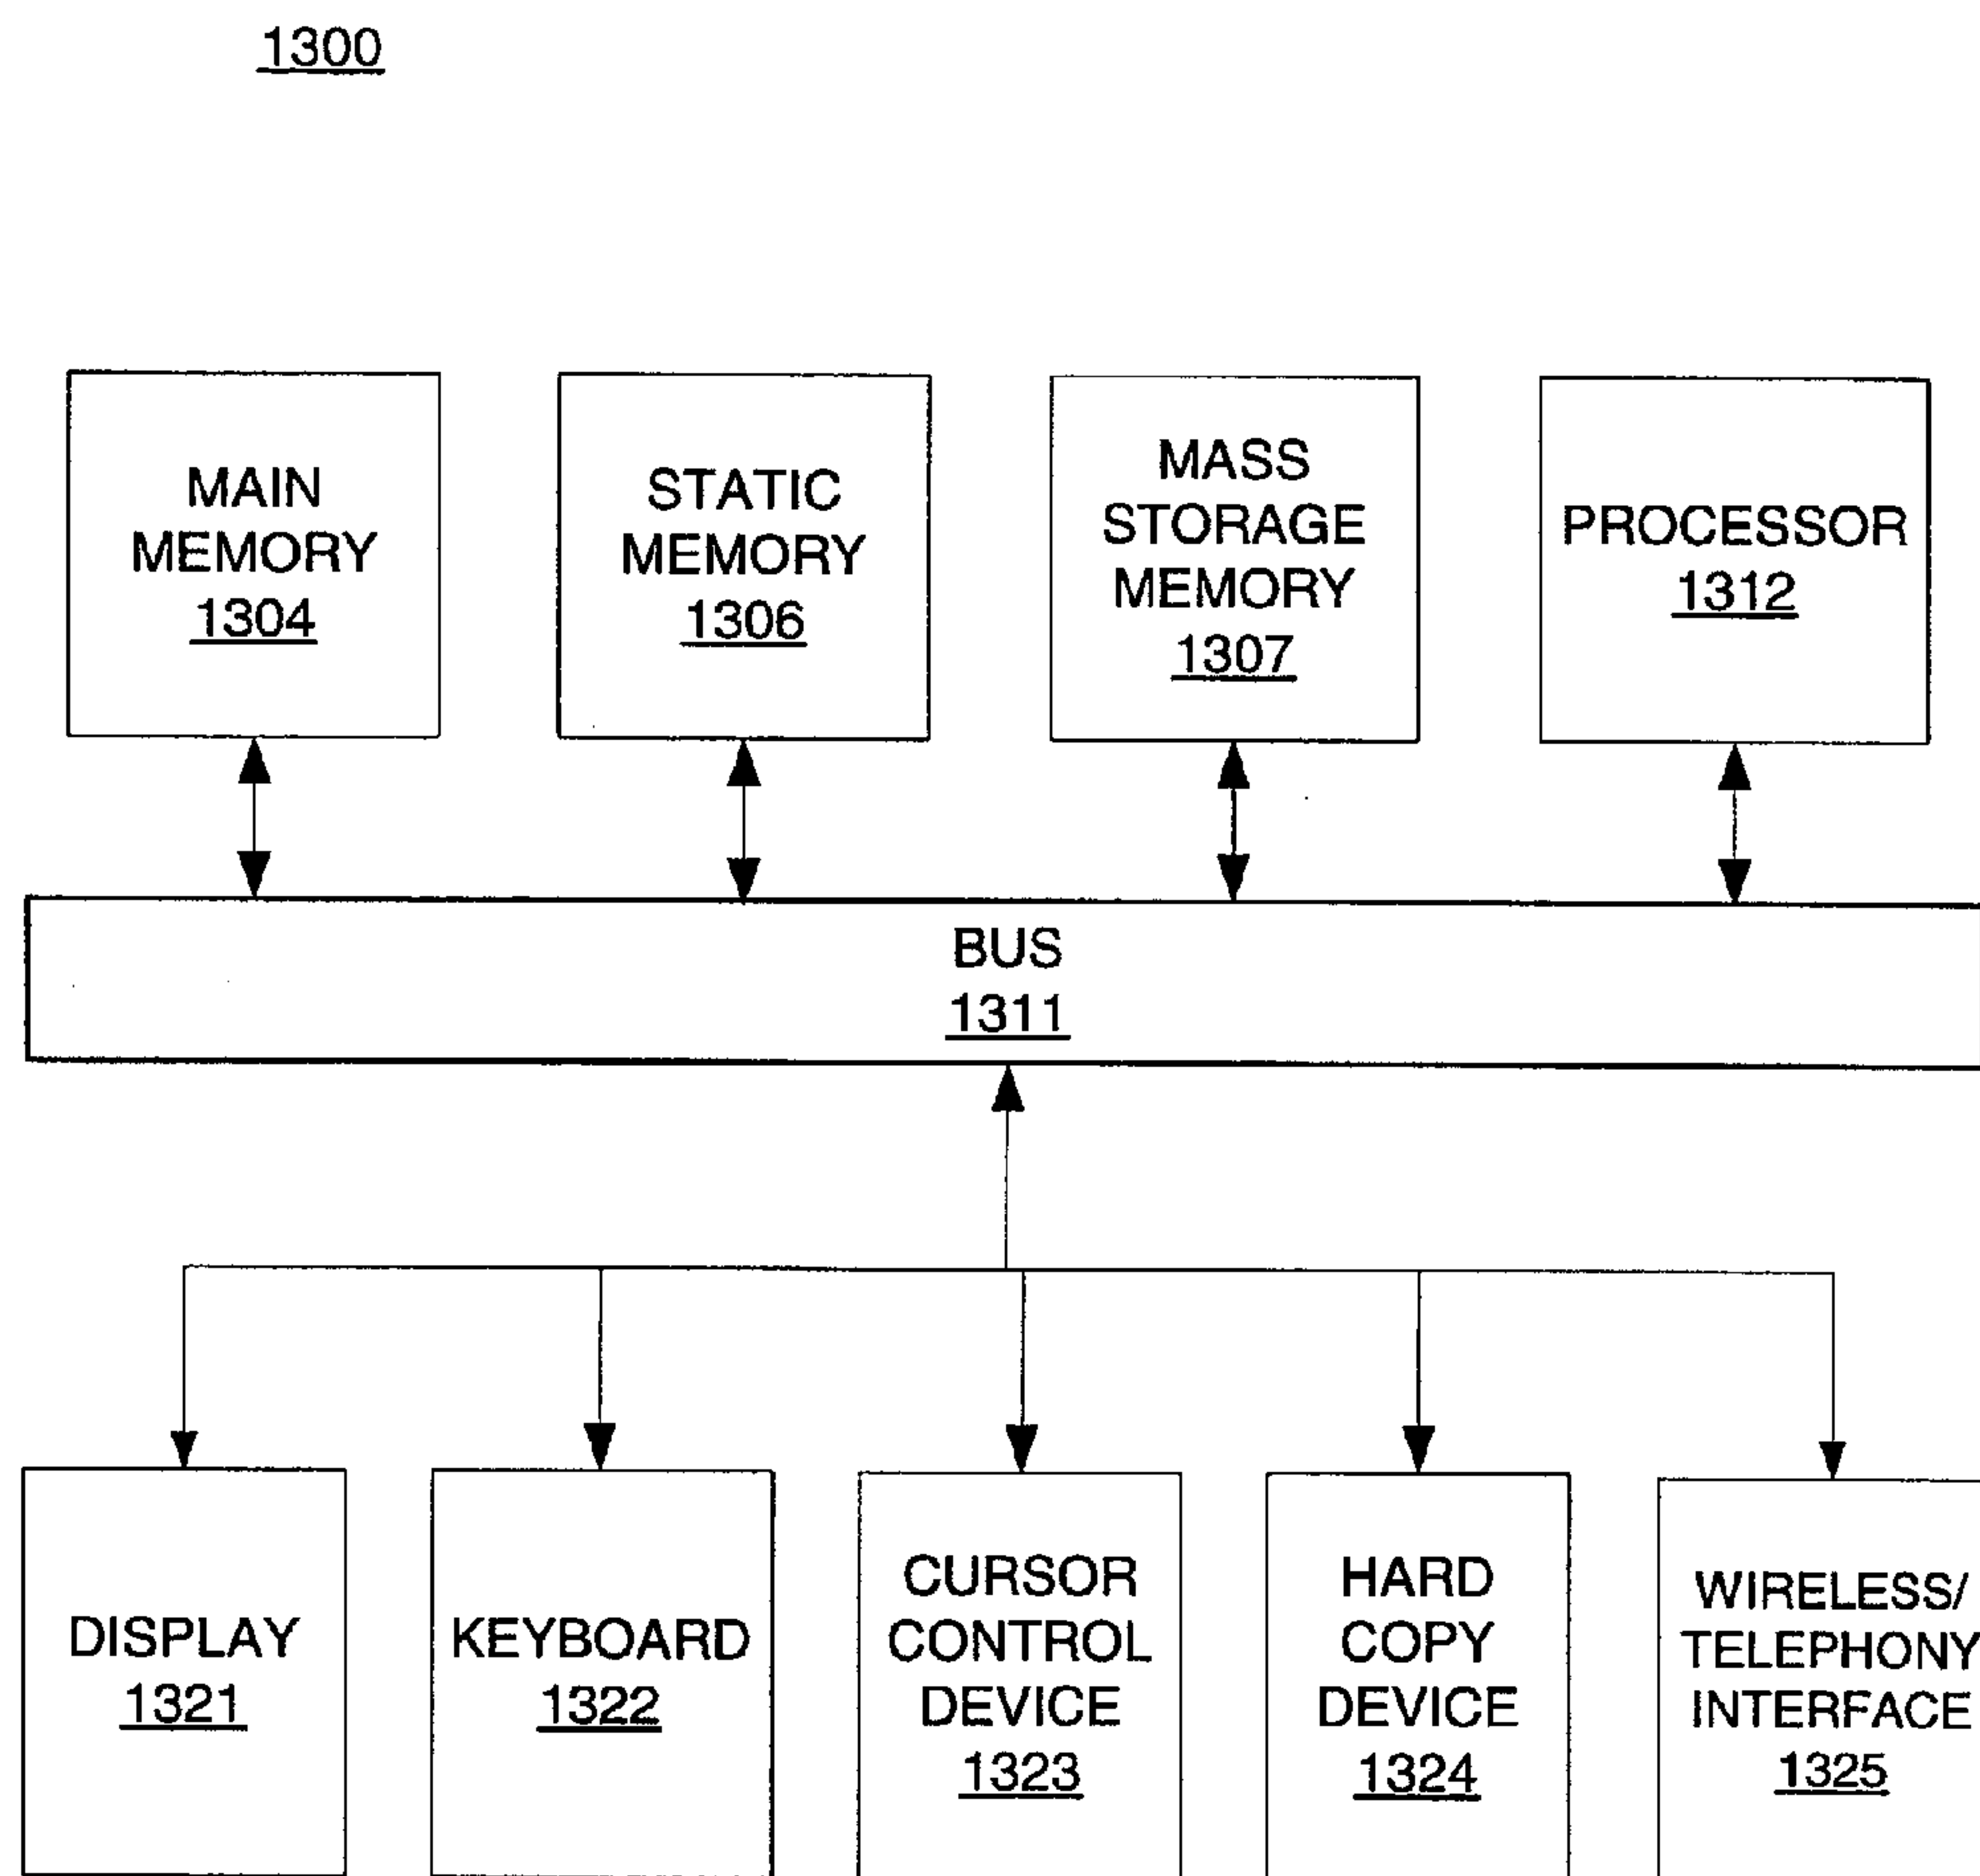 1300
MAIN
MEMORY
1304
STATIC
MEMORY
1306
MASS
STORAGE
MEMORY
1307
PROCESSOR
1312
BUS
1311
DISPLAY
1321
KEYBOARD
1322
CURSOR
CONTROL
DEVICE
1323
HARD
COPY
DEVICE
1324
WIRELESS/
TELEPHONY
INTERFACE
1325